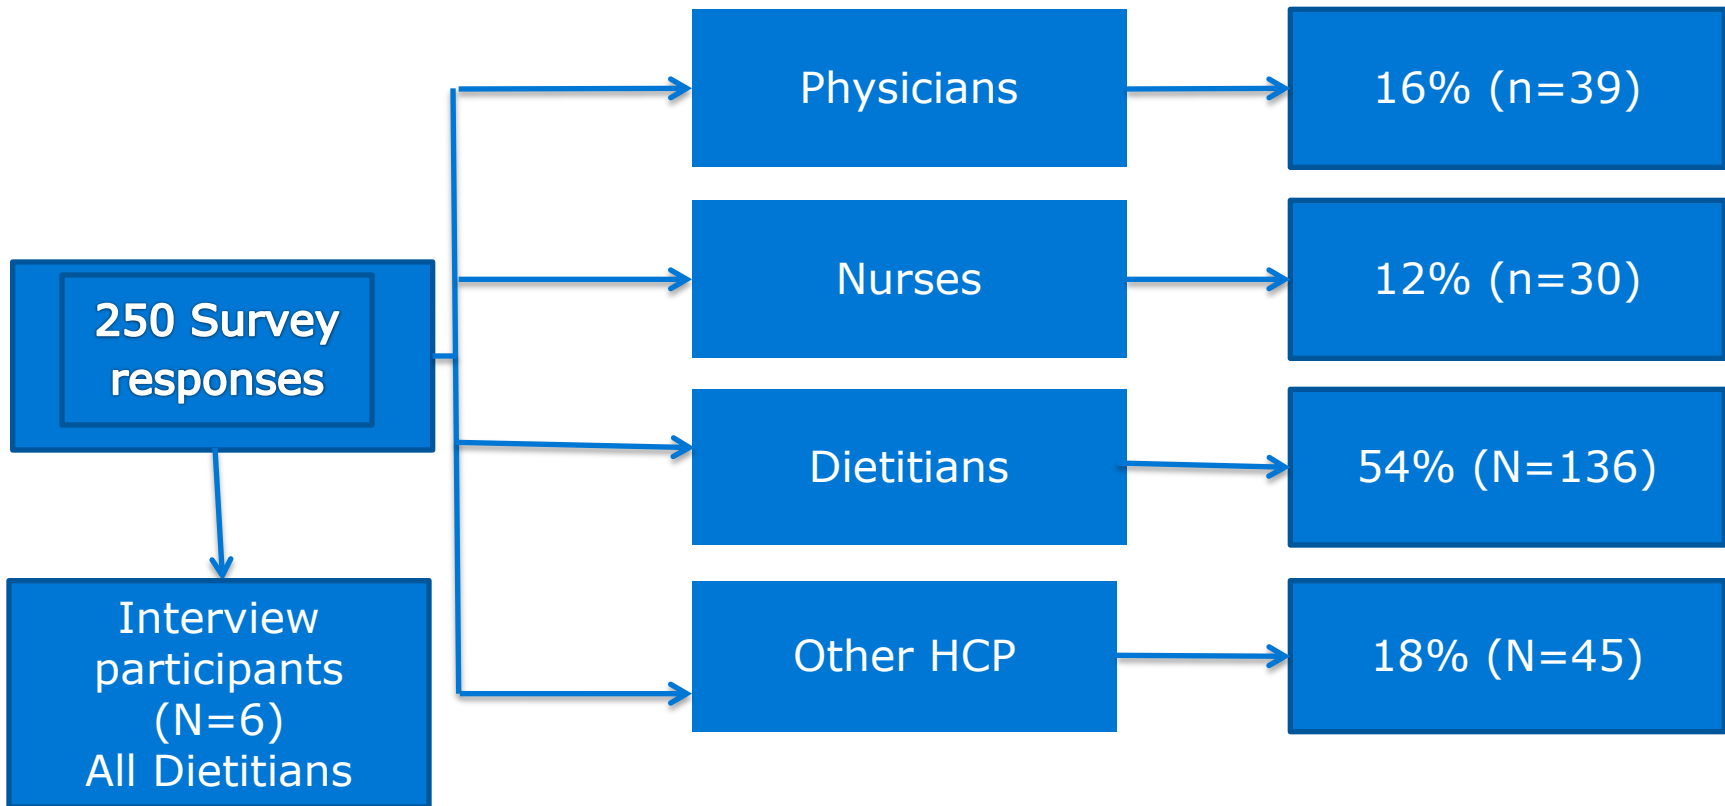 250 Survey
responses
Interview
participants
(N=6)
All Dietitians
Physicians
16% (n=39)
Nurses
12% (n=30)
Dietitians
54% (N=136)
Other HCP
18% (N=45)